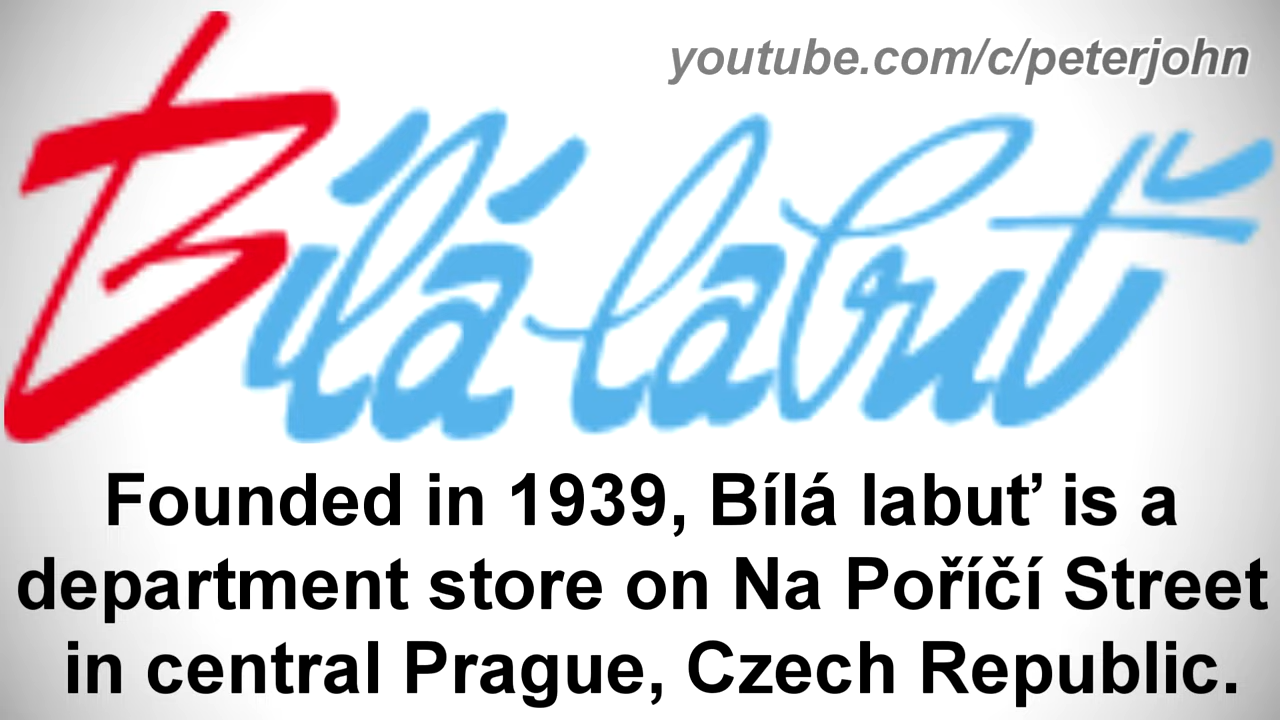 youtube.com/c/peterjohn
Bílá labuť
Founded in 1939, Bílá labuť is a
department store on Na Poříčí Street
in central Prague, Czech Republic.